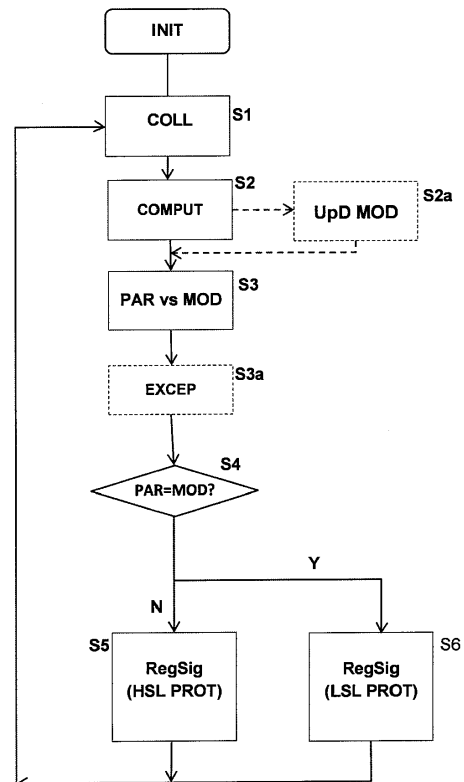 INIT
COLL
S1
S2
COMPUT
S2a
UpD MOD
S3
PAR vs MOD
S3a
EXCEP
S4
PAR=MOD?
Y
N
S5
RegSig
(HSL PROT)
S6
RegSig
(LSL PROT)